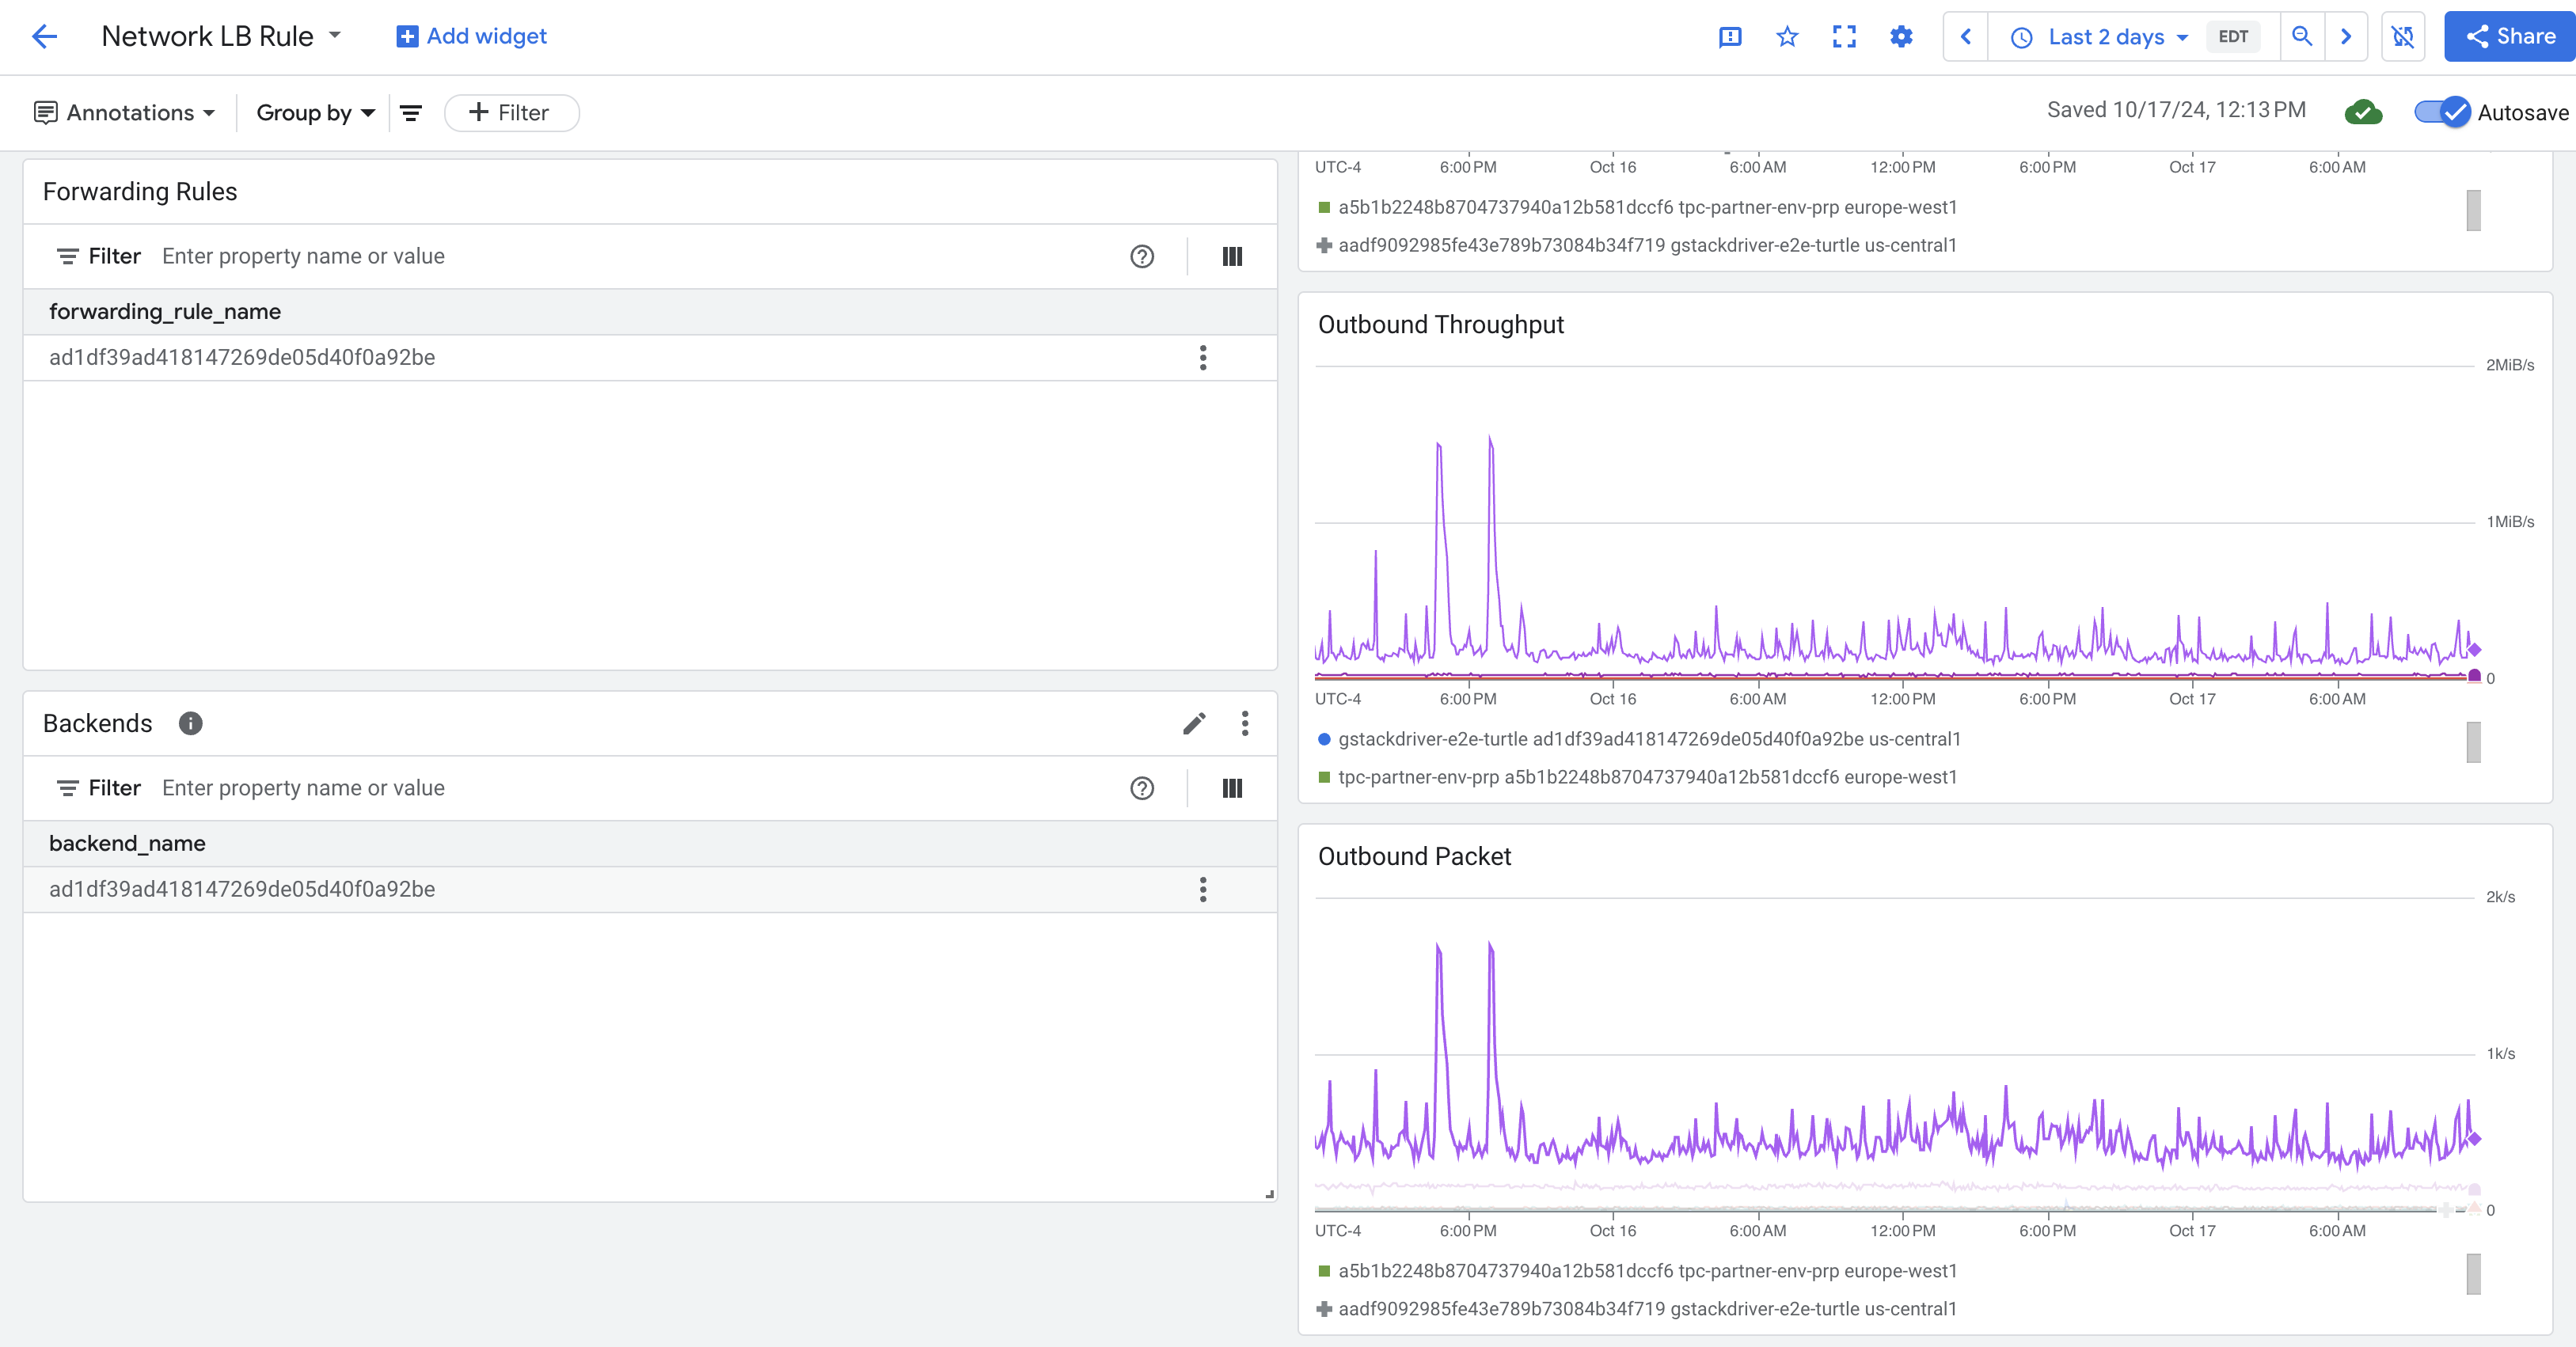 Network LB Rule
Add widget
Last 2 days
EDT
Share
Annotations
Group by
Filter
Saved 10/17/24, 12:13 PM
Autosave
Forwarding Rules
Filter Enter property name or value
forwarding_rule_name
ad1df39ad418147269de05d40f0a92be
Backends
Filter Enter property name or value
backend_name
ad1df39ad418147269de05d40f0a92be
UTC-4 6:00 PM Oct 16 6:00 AM 12:00 PM 6:00 PM Oct 17 6:00 AM
a5b1b2248b8704737940a12b581dccf6 tpc-partner-env-prp europe-west1
aadf9092985fe43e789b73084b34f719 gstackdriver-e2e-turtle us-central1
Outbound Throughput
2MiB/s
1MiB/s
0
UTC-4 6:00 PM Oct 16 6:00 AM 12:00 PM 6:00 PM Oct 17 6:00 AM
gstackdriver-e2e-turtle ad1df39ad418147269de05d40f0a92be us-central1
tpc-partner-env-prp a5b1b2248b8704737940a12b581dccf6 europe-west1
Outbound Packet
2k/s
1k/s
0
UTC-4 6:00 PM Oct 16 6:00 AM 12:00 PM 6:00 PM Oct 17 6:00 AM
a5b1b2248b8704737940a12b581dccf6 tpc-partner-env-prp europe-west1
aadf9092985fe43e789b73084b34f719 gstackdriver-e2e-turtle us-central1